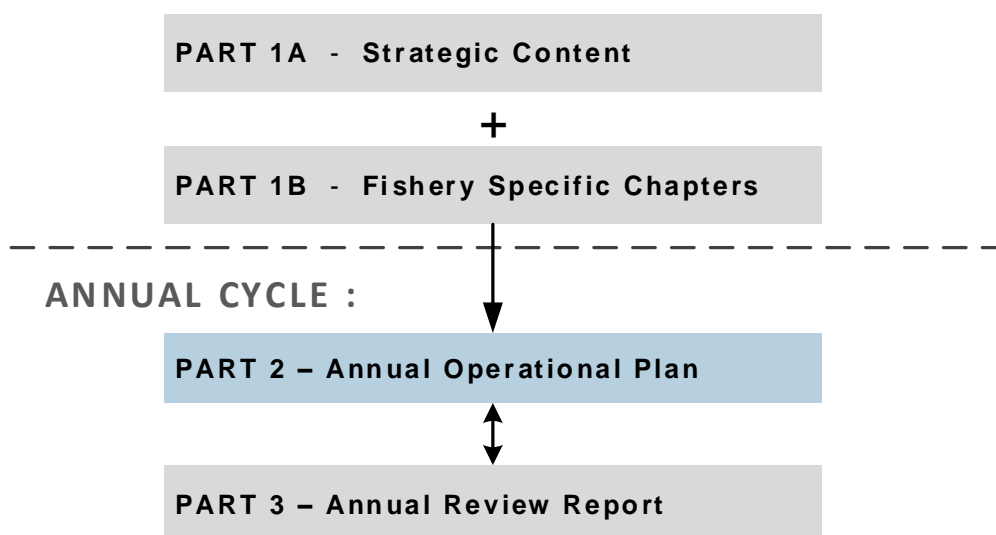 PART 1A - Strategic Content
+
PART 1B - Fishery Specific Chapters
ANNUAL CYCLE :
PART 2 – Annual Operational Plan
PART 3 – Annual Review Report